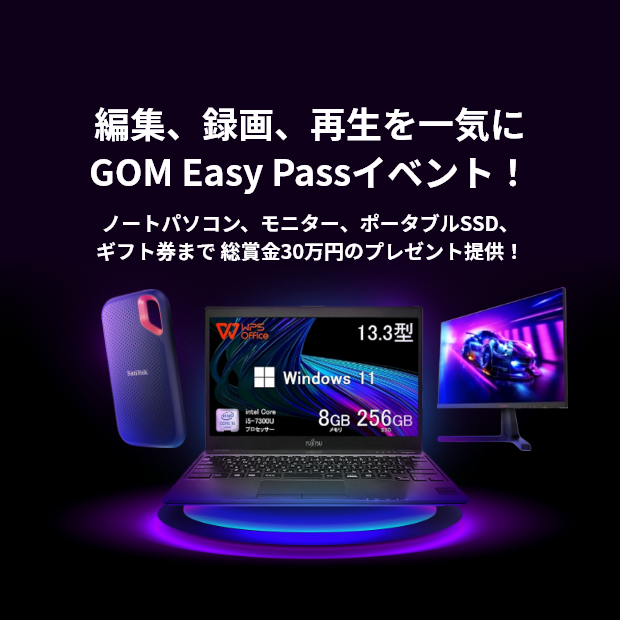 編集、録画、再生を一気に
GOM Easy Passイベント！
ノートパソコン、モニター、ポータブルSSD、
ギフト券まで 総賞金30万円のプレゼント提供！
SanDisk
WPS
Office
13.3型
Windows 11
intel Core
i5-7300U
プロセッサー
8GB
メモリ
256GB
SSD
FUJITSU